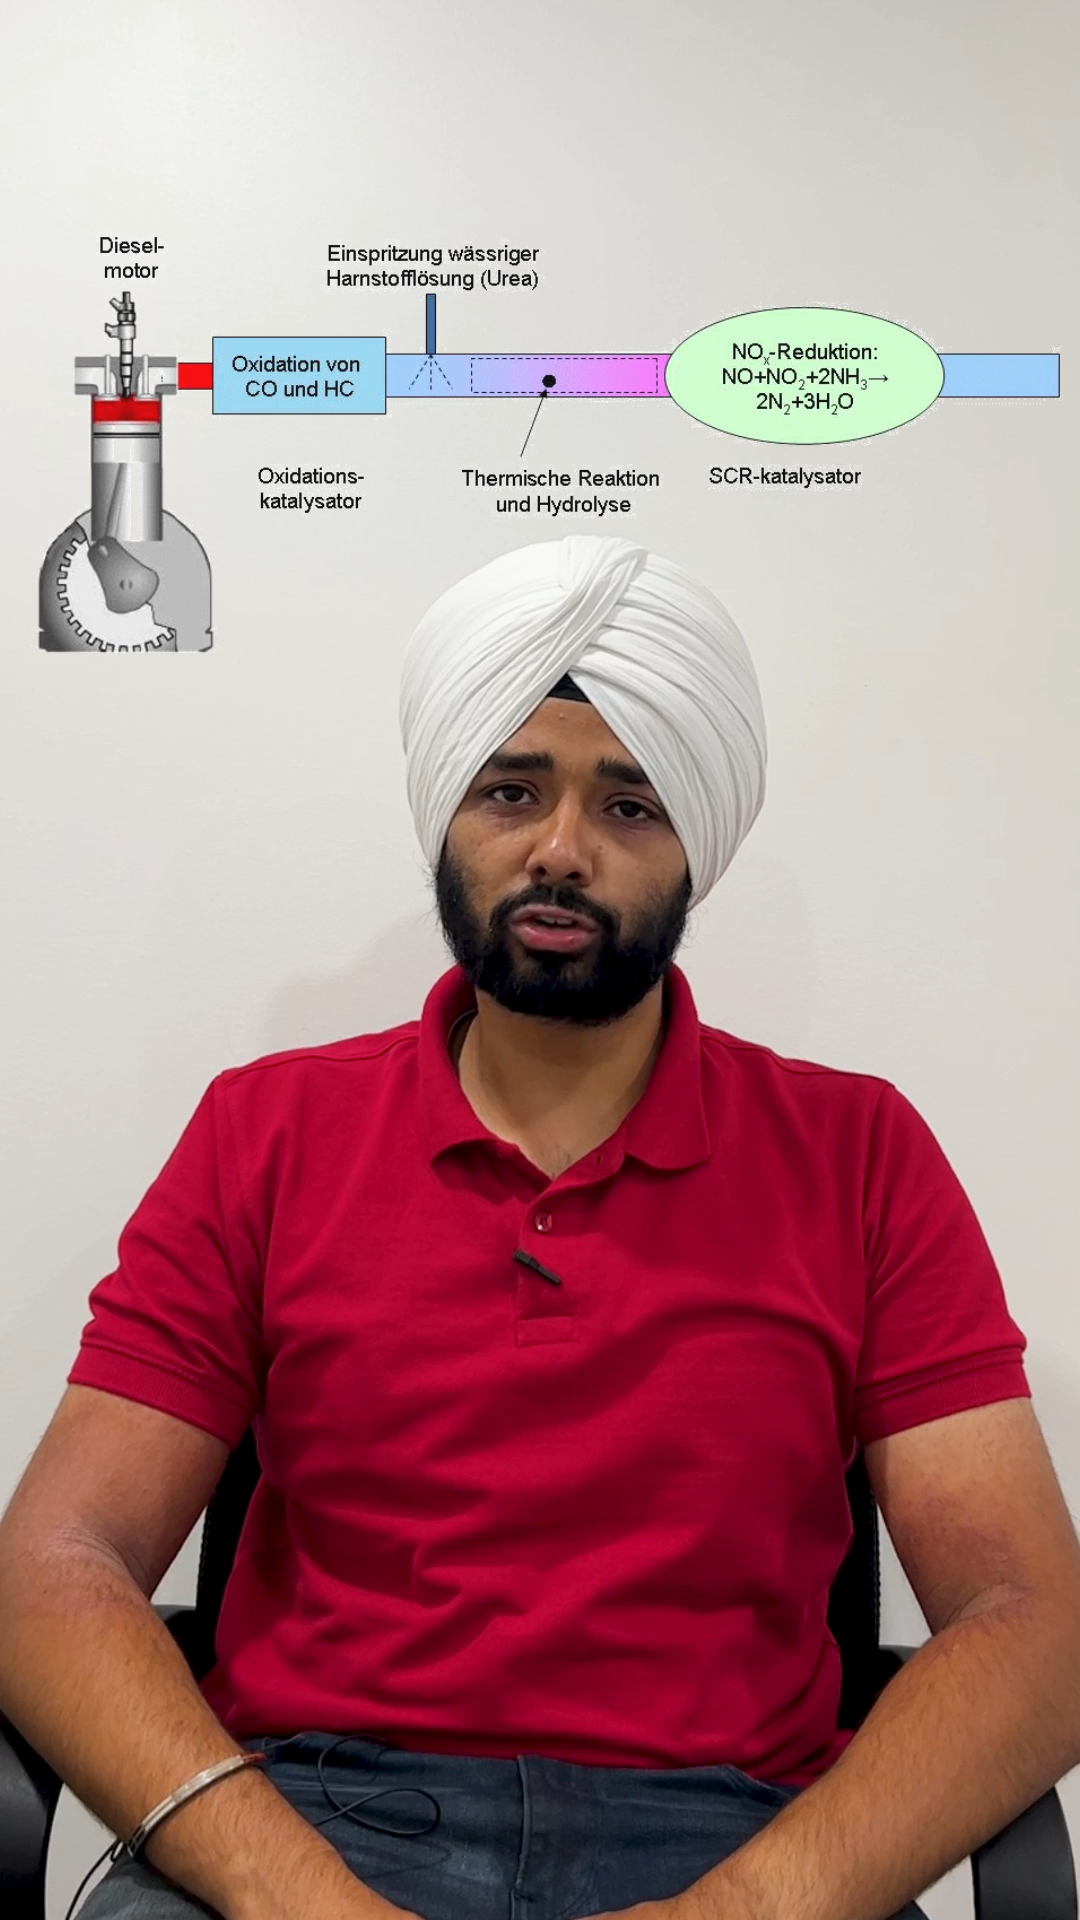 Diesel-
motor
Einspritzung wässriger
Harnstofflösung (Urea)
Oxidation von
CO und HC
NOₓ-Reduktion:
NO+NO₂+2NH₃→
2N₂+3H₂O
Oxidations-
katalysator
Thermische Reaktion
und Hydrolyse
SCR-katalysator